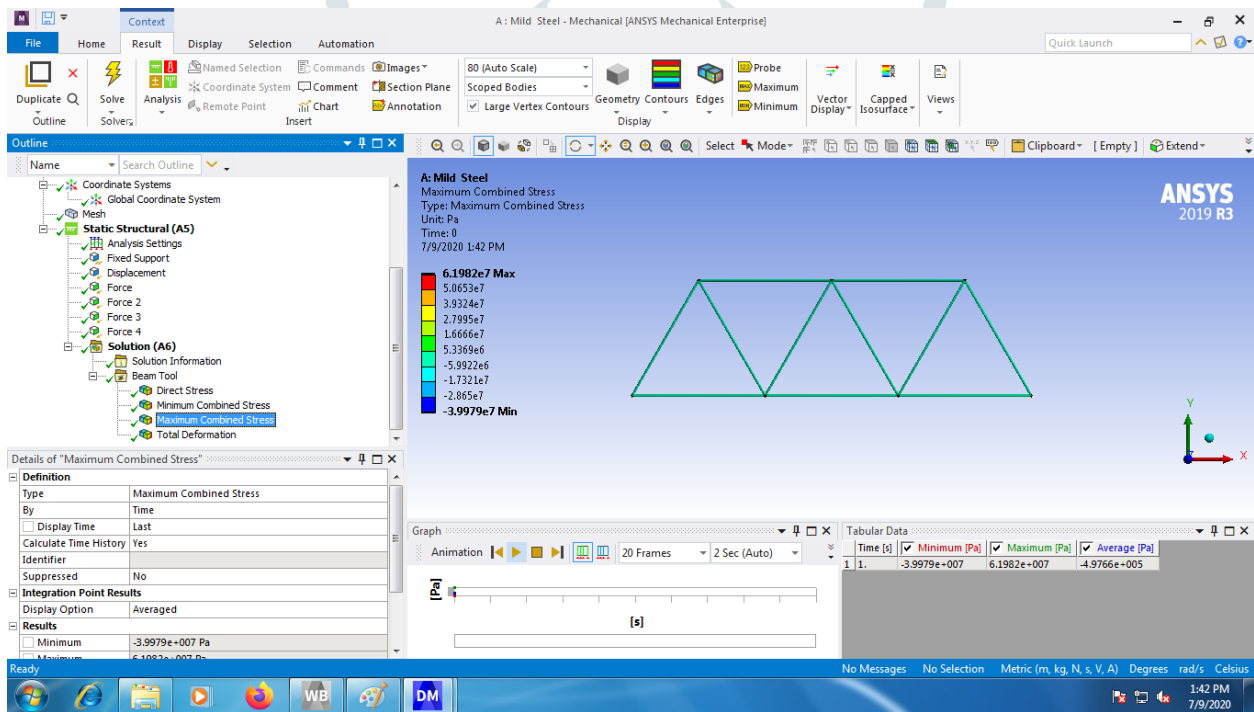 M
Context
A : Mild Steel - Mechanical [ANSYS Mechanical Enterprise]
File Home Result Display Selection Automation
Quick Launch
Duplicate
Outline
Solve
Solvers
Analysis
Named Selection
Coordinate System
Remote Point
Commands
Comment
Chart
Images
Section Plane
Annotation
Insert
80 (Auto Scale)
Scoped Bodies
Large Vertex Contours
Geometry Contours Edges
Display
Probe
Maximum
Minimum
Vector
Display
Capped
Isosurface
Views
Outline
Name Search Outline
Select Mode
Clipboard [Empty] Extend
Coordinate Systems
Global Coordinate System
Mesh
Static Structural (A5)
Analysis Settings
Fixed Support
Displacement
Force
Force 2
Force 3
Force 4
Solution (A6)
Solution Information
Beam Tool
Direct Stress
Minimum Combined Stress
Maximum Combined Stress
Total Deformation
A: Mild Steel
Maximum Combined Stress
Type: Maximum Combined Stress
Unit: Pa
Time: 0
7/9/2020 1:42 PM
6.1982e7 Max
5.0653e7
3.9324e7
2.7995e7
1.6666e7
5.3369e6
-5.9922e6
-1.7321e7
-2.865e7
-3.9979e7 Min
ANSYS
2019 R3
Y
X
Details of "Maximum Combined Stress"
Definition
Type Maximum Combined Stress
By Time
Display Time Last
Calculate Time History Yes
Identifier
Suppressed No
Integration Point Results
Display Option Averaged
Results
Minimum -3.9979e+007 Pa
Maximum 6.1982e+007 Pa
Graph
Animation 20 Frames 2 Sec (Auto)
[Pa]
[s]
Tabular Data
Time [s] Minimum [Pa] Maximum [Pa] Average [Pa]
1 1. -3.9979e+007 6.1982e+007 -4.9766e+005
Ready
No Messages No Selection Metric (m, kg, N, s, V, A) Degrees rad/s Celsius
WB
DM
1:42 PM
7/9/2020